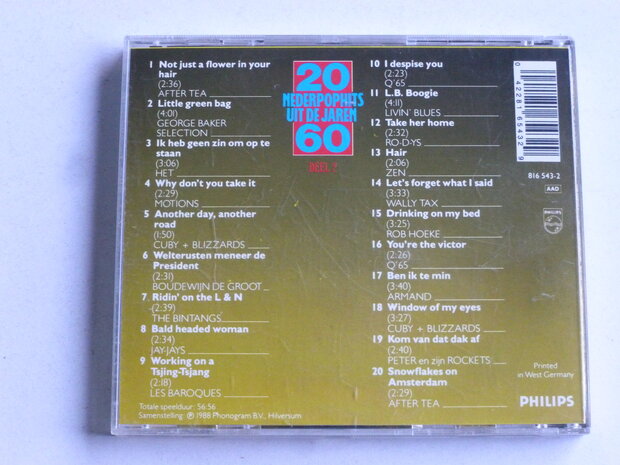 1 Not just a flower in your
hair
(2:36)
AFTER TEA
2 Little green bag
(4:01)
GEORGE BAKER
SELECTION
3 Ik heb geen zin om op te
staan
(3:06)
HET
4 Why don't you take it
(2:29)
MOTIONS
5 Another day, another
road
(1:50)
CUBY + BLIZZARDS
6 Welterusten meneer de
President
(2:31)
BOUDEWIJN DE GROOT
7 Ridin' on the L & N
(2:39)
THE BINTANGS
8 Bald headed woman
(2:34)
JAY-JAYS
9 Working on a
Tsjing-Tsjang
(2:18)
LES BAROQUES
Totale speelduur: 56:56
Samenstelling ℗ 1988 Phonogram B.V., Hilversum
20
NEDERPOPHITS
UIT DE JAREN
60
DEEL 2
10 I despise you
(2:23)
Q'65
11 L.B. Boogie
(4:11)
LIVIN' BLUES
12 Take her home
(2:32)
RO-D-YS
13 Hair
(2:06)
ZEN
14 Let's forget what I said
(3:33)
WALLY TAX
15 Drinking on my bed
(3:25)
ROB HOEKE
16 You're the victor
(2:26)
Q'65
17 Ben ik te min
(3:40)
ARMAND
18 Window of my eyes
(3:27)
CUBY + BLIZZARDS
19 Kom van dat dak af
(2:40)
PETER en zijn ROCKETS
20 Snowflakes on
Amsterdam
(2:29)
AFTER TEA
0 42281 65432 9
816 543-2
AAD
PHILIPS
Printed
in West Germany
PHILIPS